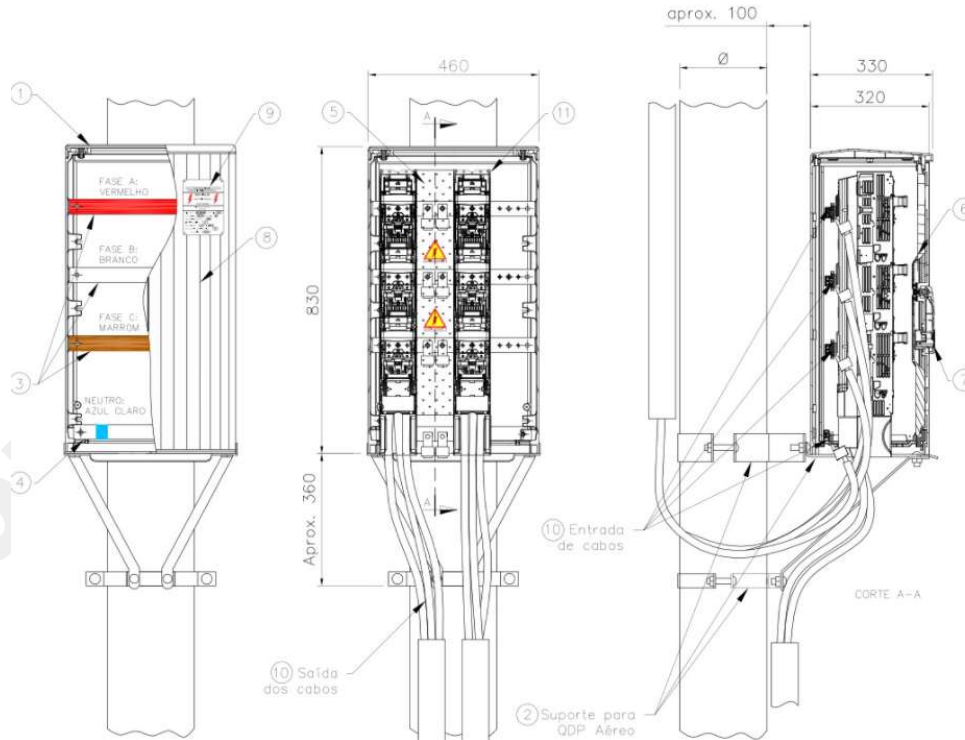 aprox. 100
Ø
460
330
320
1
9
5
A
11
FASE A:
VERMELHO
8
6
FASE B:
BRANCO
830
FASE C:
MARROM
3
7
NEUTRO:
AZUL CLARO
4
A
Aprox. 360
10 Entrada
de cabos
CORTE A-A
10 Saída
dos cabos
2 Suporte para
QDP Aéreo